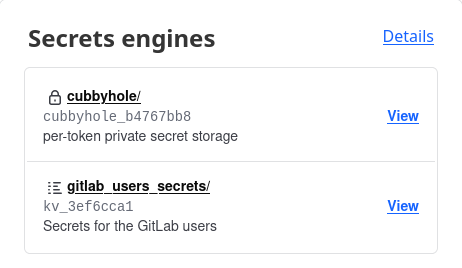 Secrets engines
Details
cubbyhole/
cubbyhole_b4767bb8
per-token private secret storage
View
gitlab_users_secrets/
kv_3ef6cca1
Secrets for the GitLab users
View